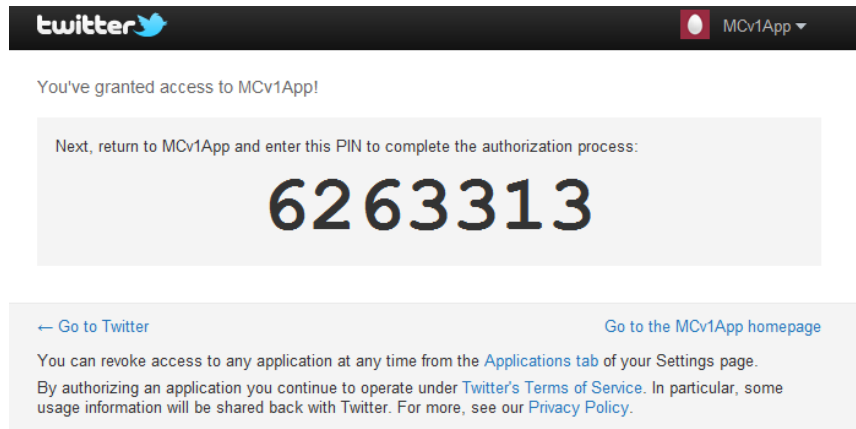 twitter
MCv1App
You've granted access to MCv1App!
Next, return to MCv1App and enter this PIN to complete the authorization process:
6263313
← Go to Twitter
Go to the MCv1App homepage
You can revoke access to any application at any time from the Applications tab of your Settings page.
By authorizing an application you continue to operate under Twitter's Terms of Service. In particular, some
usage information will be shared back with Twitter. For more, see our Privacy Policy.